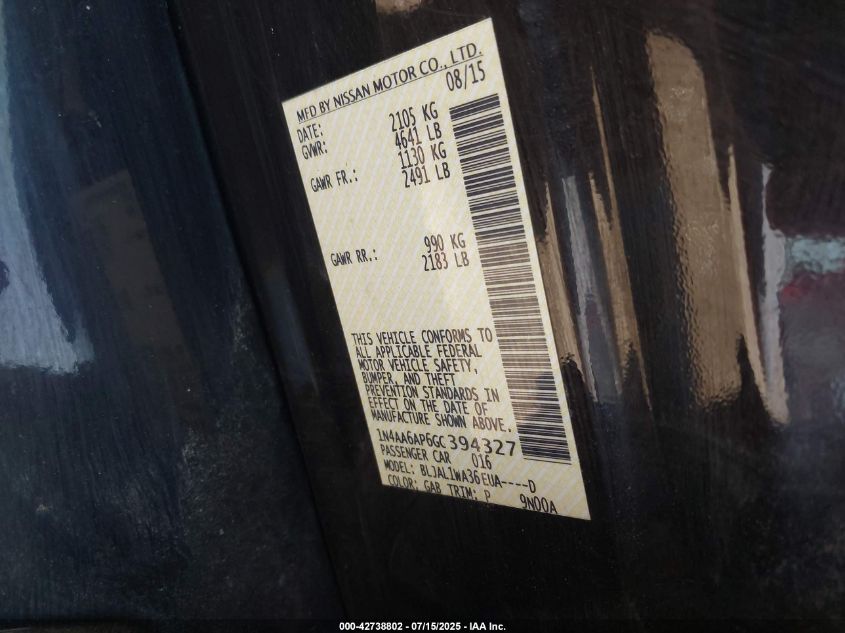 MFD BY NISSAN MOTOR CO., LTD.
DATE: 08/15
GVWR: 2105 KG
4641 LB
GAWR FR.: 1130 KG
2491 LB
GAWR RR.: 990 KG
2183 LB
THIS VEHICLE CONFORMS TO
ALL APPLICABLE FEDERAL
MOTOR VEHICLE SAFETY,
BUMPER, AND THEFT
PREVENTION STANDARDS IN
EFFECT ON THE DATE OF
MANUFACTURE SHOWN ABOVE.
1N4AA6AP6GC394327
PASSENGER CAR 016
MODEL: BLJAL1WA36EUA----D
COLOR: GAB TRIM: P 9N00A
000-42738802 - 07/15/2025 - IAA Inc.